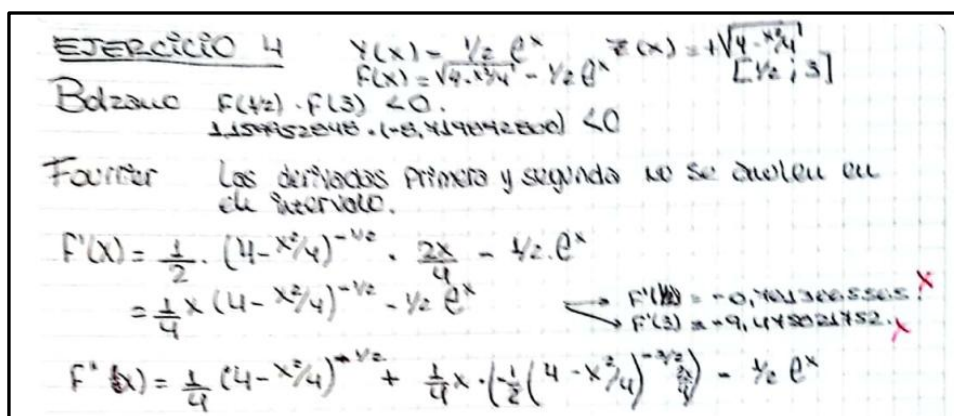 EJERCICIO 4 Y(x) = 1/2 e^x z(x) = +√(4 - x²/4)
F(x) = √(4 - x²/4) - 1/2 e^x [1/2 ; 3]
Bolzano F(1/2) . F(3) < 0.
Fourier Las derivadas primera y segunda no se anulen en
el intervalo.
F'(x) = 1/2 . (4 - x²/4)^-1/2 . 2x/4 - 1/2 . e^x
= 1/4 x (4 - x²/4)^-1/2 - 1/2 e^x
F'(3) =
F''(x) = 1/4 (4 - x²/4)^-1/2 + 1/4 x . (-1/2 (4 - x²/4)^-3/2 2x/4) - 1/2 e^x